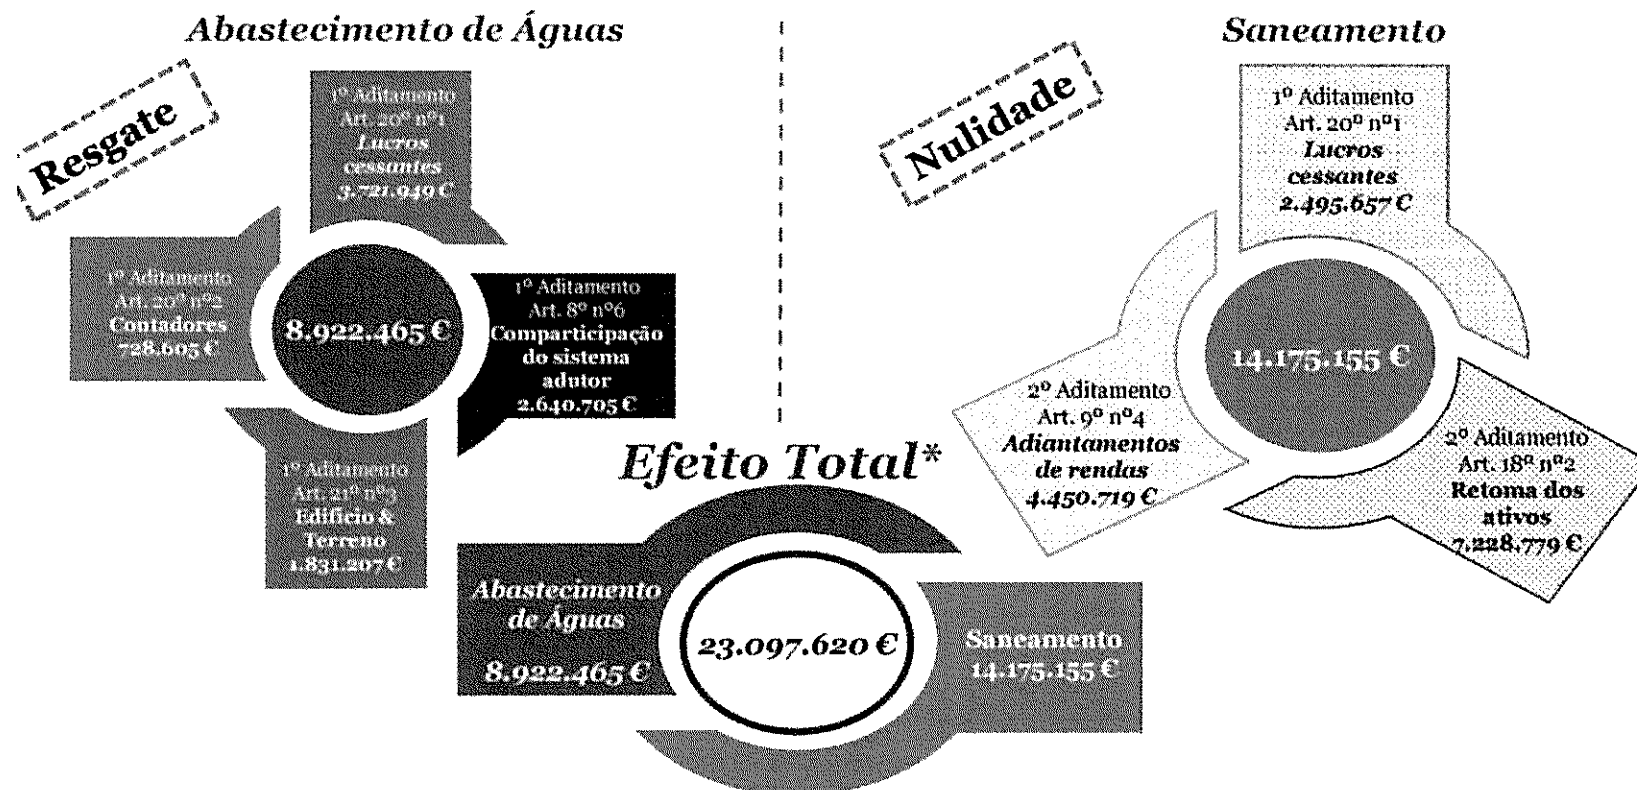 Abastecimento de Águas
Resgate
1º Aditamento
Art. 20º nº1
Lucros
cessantes
3.721.949 €
1º Aditamento
Art. 20º nº2
Contadores
728.605 €
8.922.465 €
1º Aditamento
Art. 8º nº6
Comparticipação
do sistema
adutor
2.640.705 €
1º Aditamento
Art. 21º nº3
Edifício &
Terreno
1.831.207 €
Saneamento
Nulidade
1º Aditamento
Art. 20º nº1
Lucros
cessantes
2.495.657 €
14.175.155 €
2º Aditamento
Art. 9º nº4
Adiantamentos
de rendas
4.450.719 €
2º Aditamento
Art. 18º nº2
Retoma dos
ativos
7.228.779 €
Efeito Total*
Abastecimento
de Águas
8.922.465 €
23.097.620 €
Saneamento
14.175.155 €